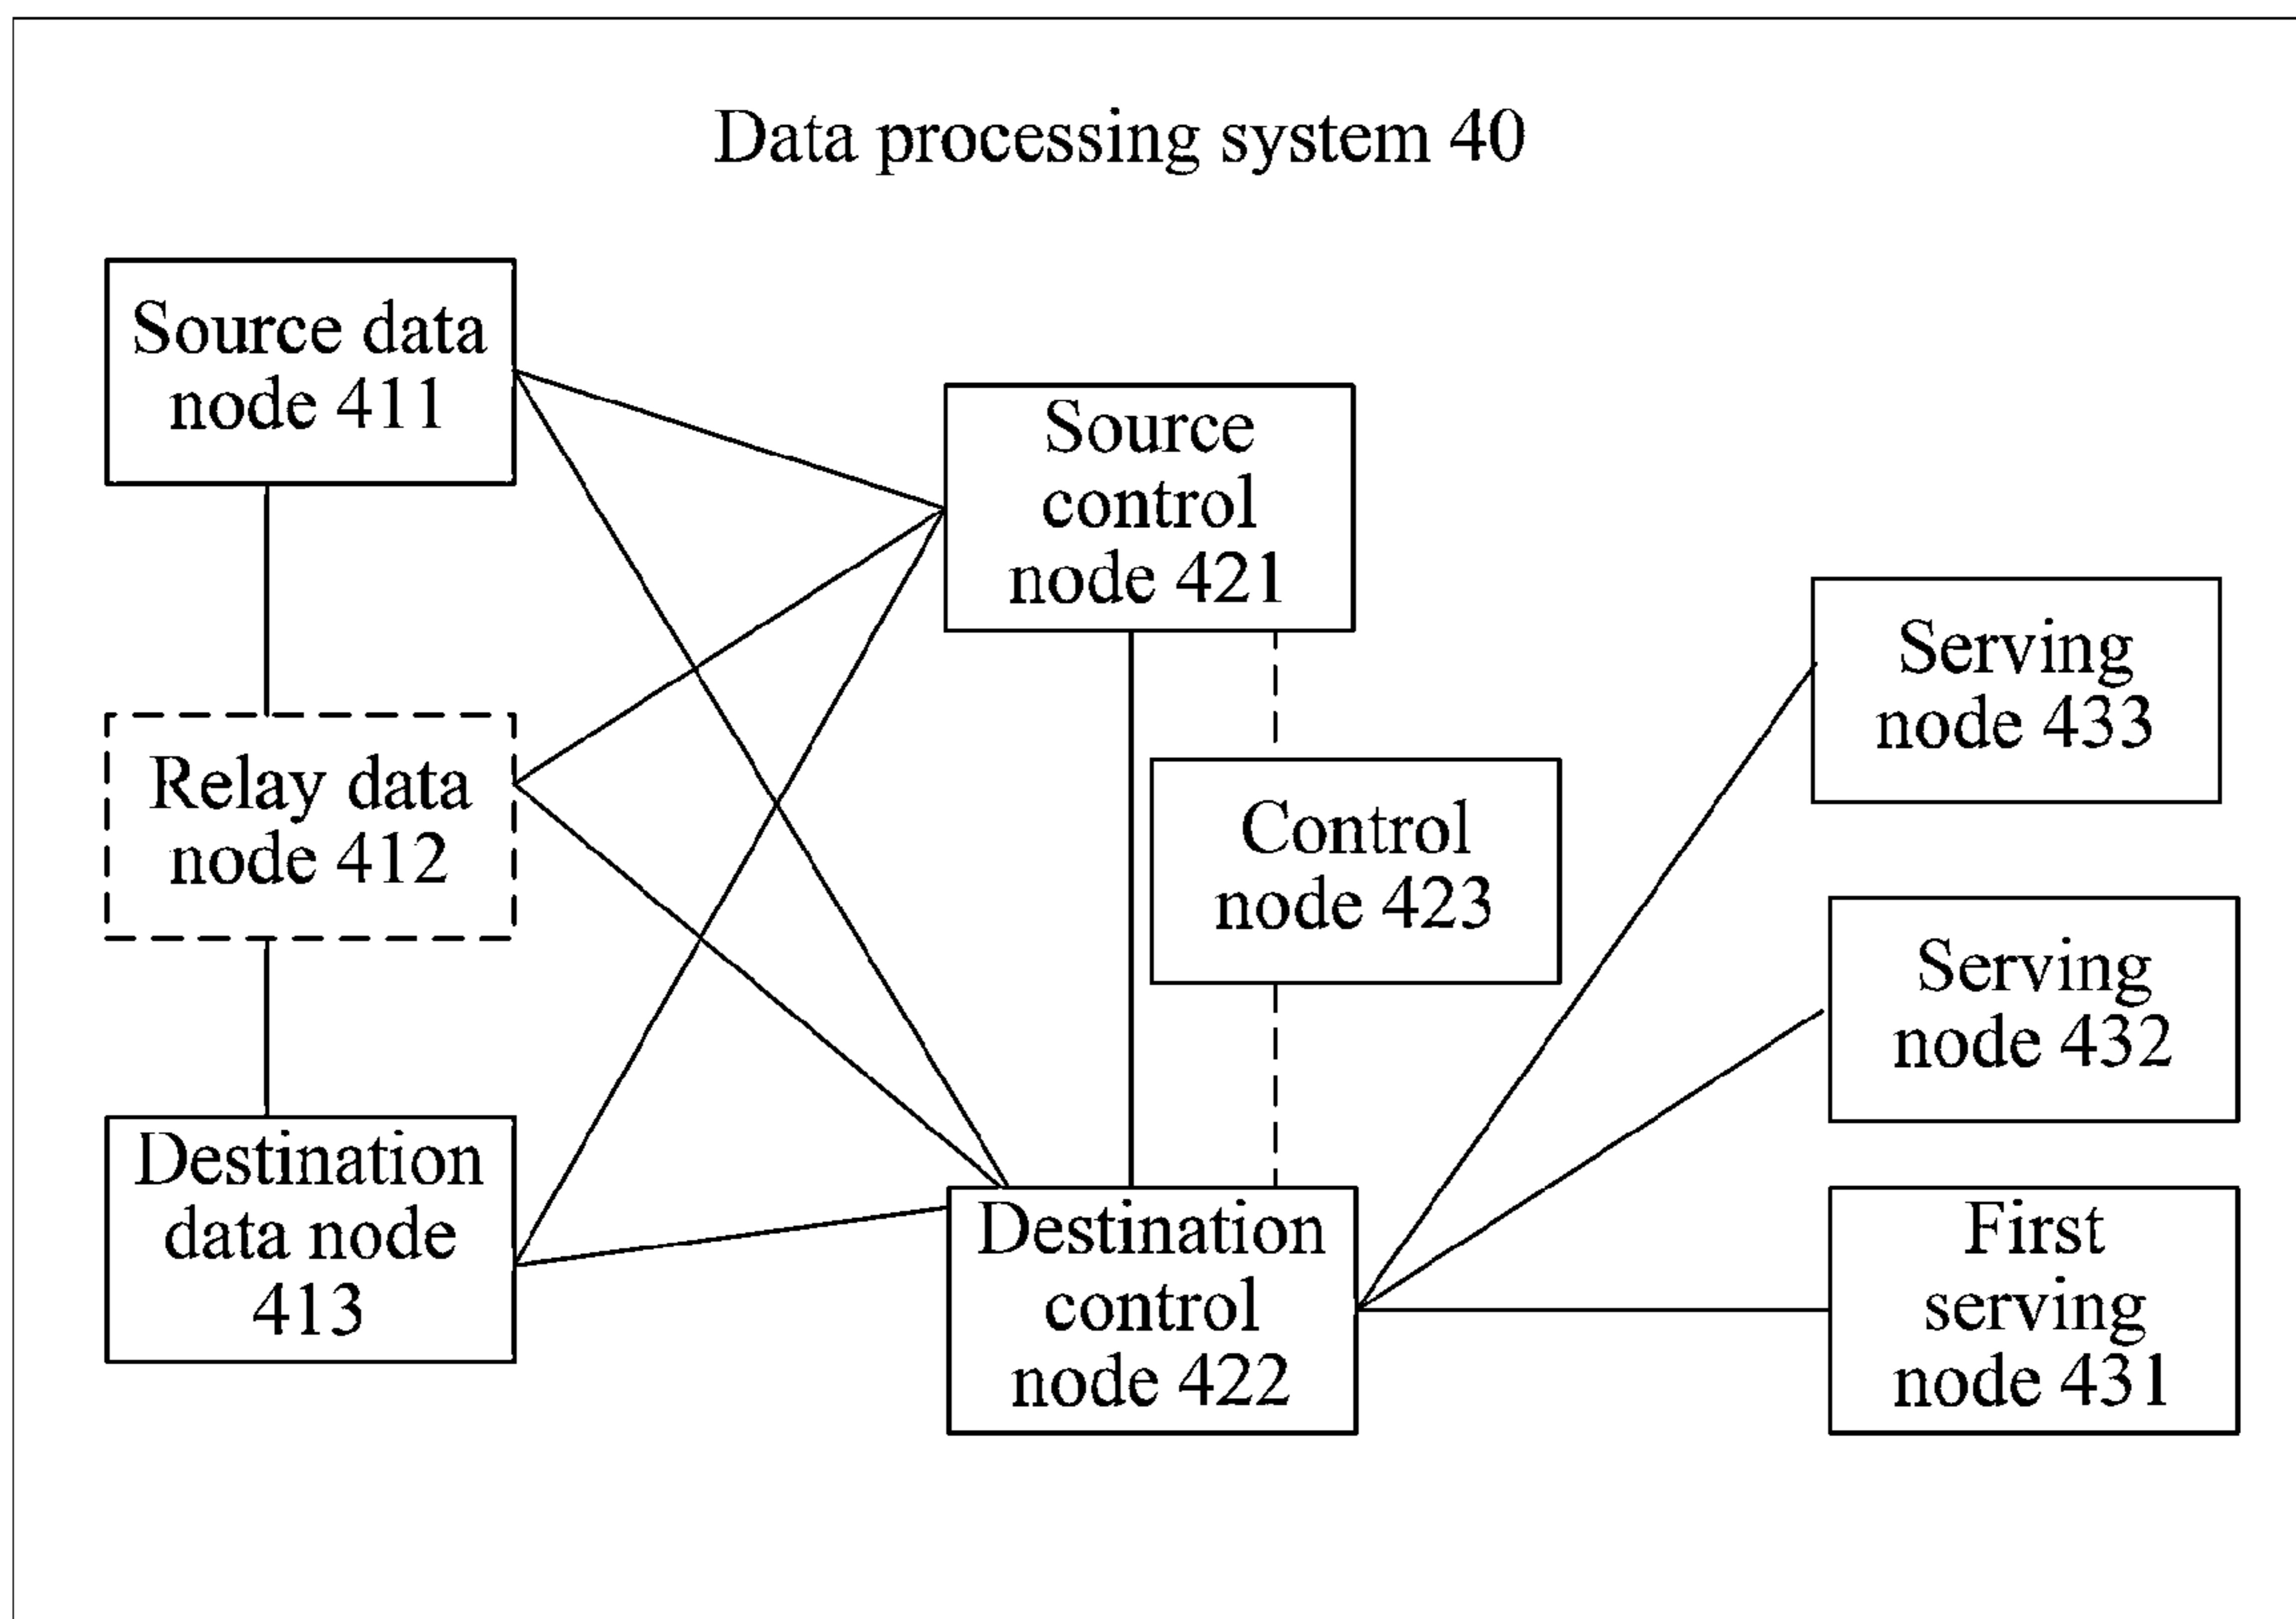 Data processing system 40
Source data
node 411
Source
control
node 421
Serving
node 433
Relay data
node 412
Control
node 423
Serving
node 432
Destination
data node
413
Destination
control
node 422
First
serving
node 431